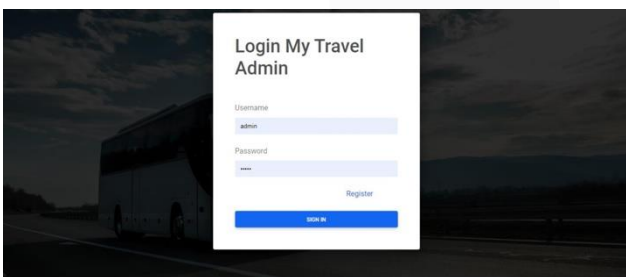 Login My Travel
Admin
Username
admin
Password
•••••
Register
SIGN IN